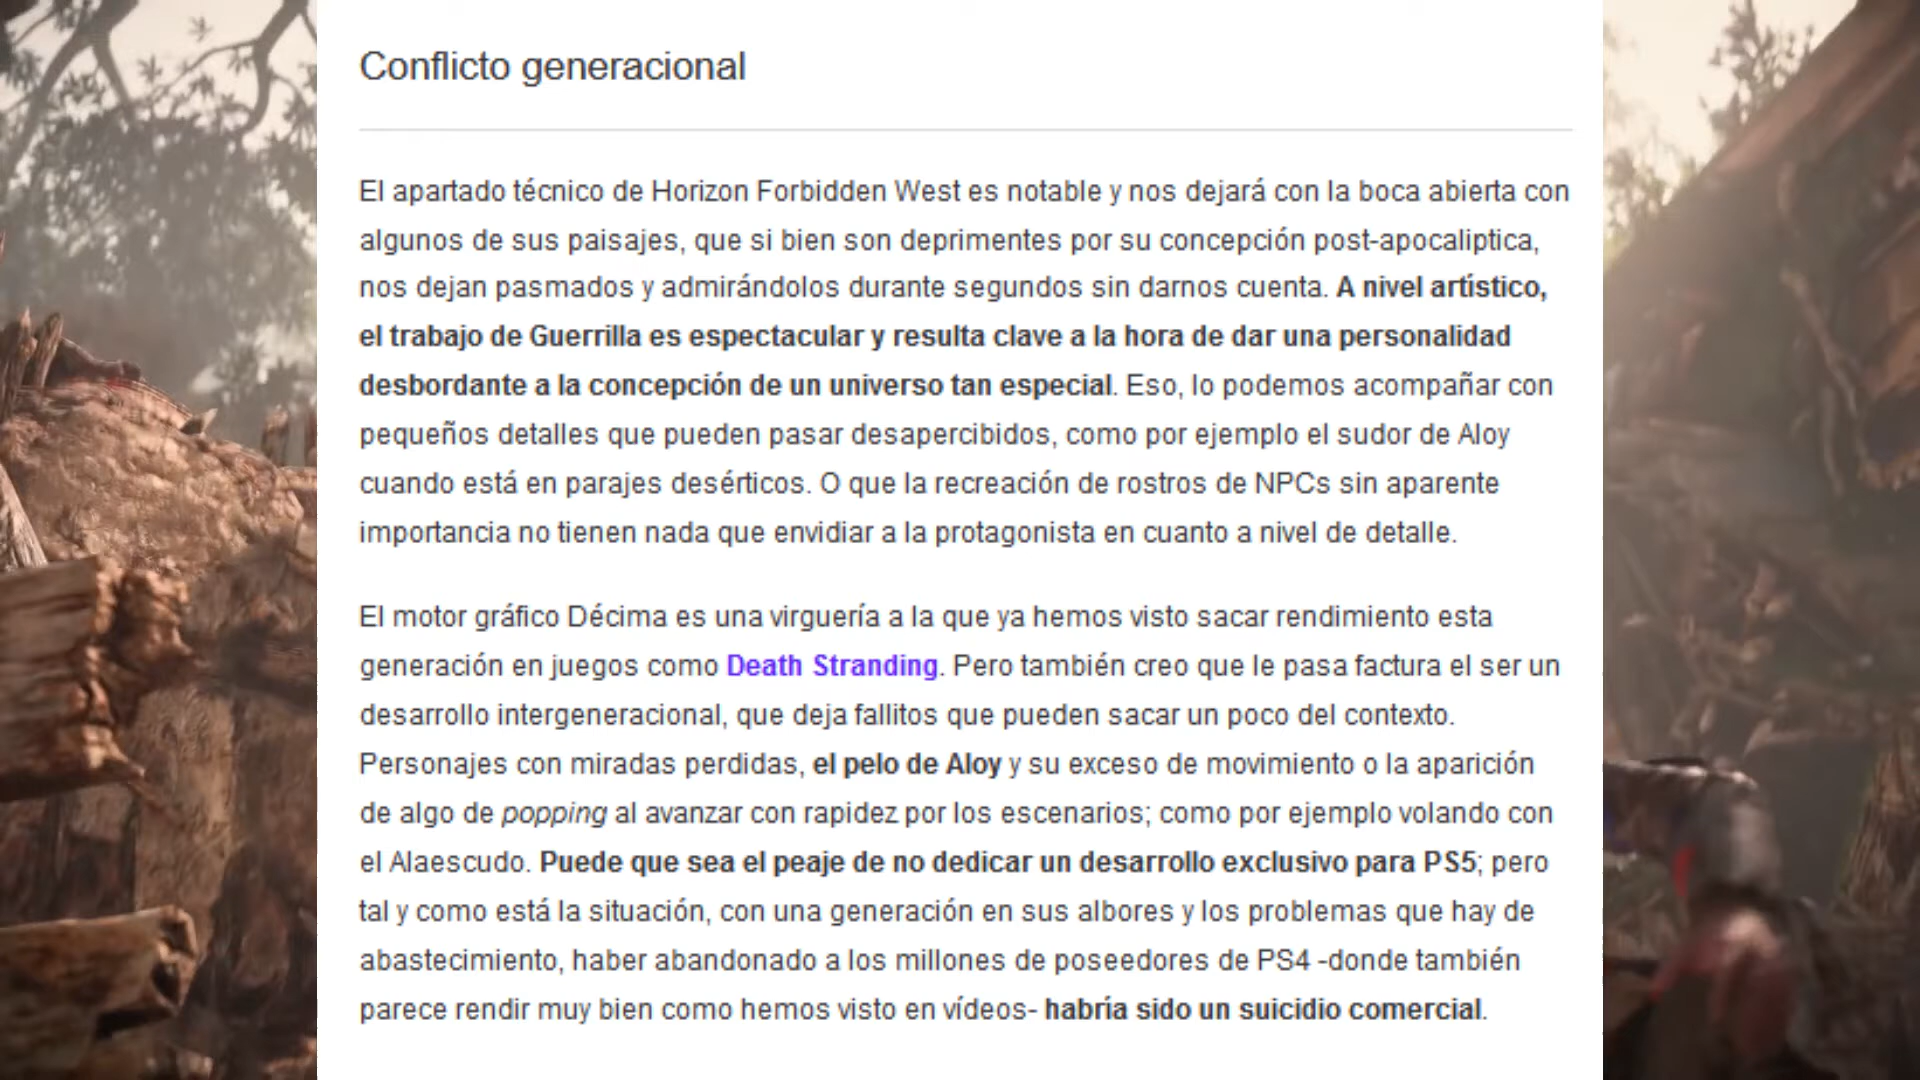 Conflicto generacional
El apartado técnico de Horizon Forbidden West es notable y nos dejará con la boca abierta con
algunos de sus paisajes, que si bien son deprimentes por su concepción post-apocaliptica,
nos dejan pasmados y admirándolos durante segundos sin darnos cuenta. A nivel artístico,
el trabajo de Guerrilla es espectacular y resulta clave a la hora de dar una personalidad
desbordante a la concepción de un universo tan especial. Eso, lo podemos acompañar con
pequeños detalles que pueden pasar desapercibidos, como por ejemplo el sudor de Aloy
cuando está en parajes desérticos. O que la recreación de rostros de NPCs sin aparente
importancia no tienen nada que envidiar a la protagonista en cuanto a nivel de detalle.
El motor gráfico Décima es una virguería a la que ya hemos visto sacar rendimiento esta
generación en juegos como Death Stranding. Pero también creo que le pasa factura el ser un
desarrollo intergeneracional, que deja fallitos que pueden sacar un poco del contexto.
Personajes con miradas perdidas, el pelo de Aloy y su exceso de movimiento o la aparición
de algo de popping al avanzar con rapidez por los escenarios; como por ejemplo volando con
el Alaescudo. Puede que sea el peaje de no dedicar un desarrollo exclusivo para PS5; pero
tal y como está la situación, con una generación en sus albores y los problemas que hay de
abastecimiento, haber abandonado a los millones de poseedores de PS4 -donde también
parece rendir muy bien como hemos visto en vídeos- habría sido un suicidio comercial.